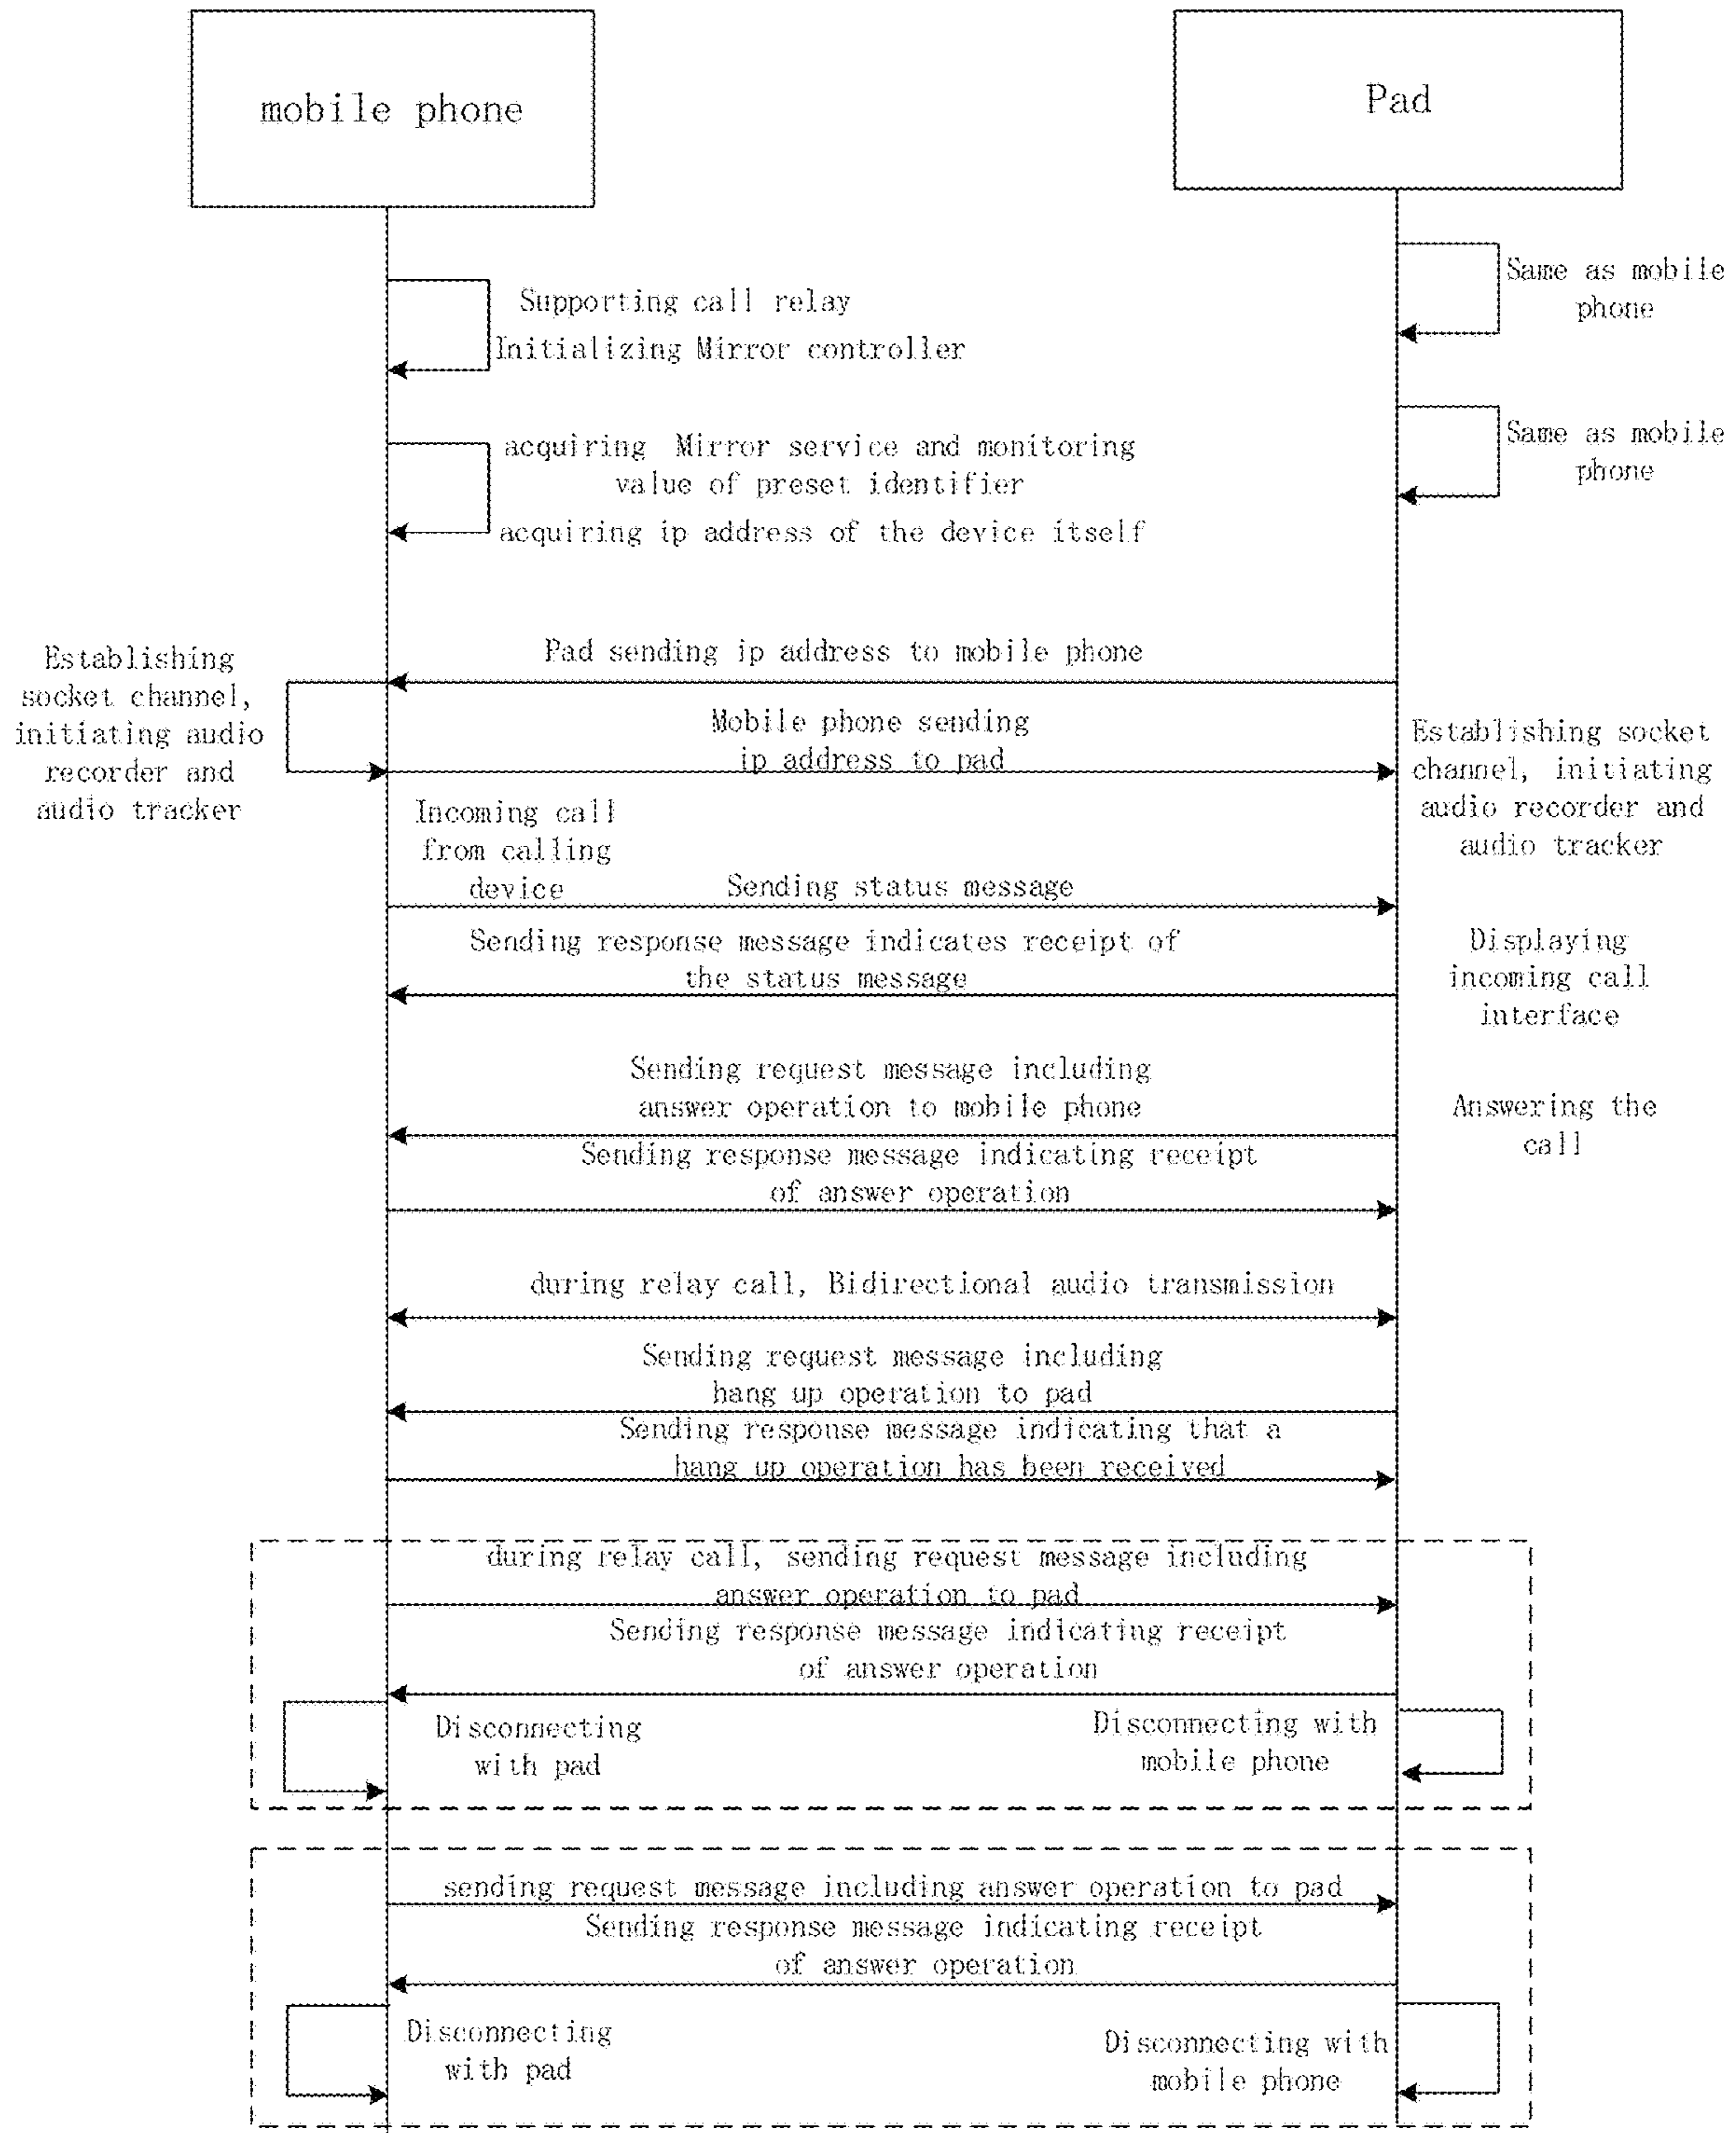 mobile phone
Pad
Supporting call relay
Initializing Mirror controller
Same as mobile
phone
acquiring Mirror service and monitoring
value of preset identifier
acquiring ip address of the device itself
Same as mobile
phone
Establishing
socket channel,
initiating audio
recorder and
audio tracker
Pad sending ip address to mobile phone
Mobile phone sending
ip address to pad
Establishing socket
channel, initiating
audio recorder and
audio tracker
Incoming call
from calling
device
Sending status message
Sending response message indicates receipt of
the status message
Displaying
incoming call
interface
Sending request message including
answer operation to mobile phone
Answering the
call
Sending response message indicating receipt
of answer operation
during relay call, Bidirectional audio transmission
Sending request message including
hang up operation to pad
Sending response message indicating that a
hang up operation has been received
during relay call, sending request message including
answer operation to pad
Sending response message indicating receipt
of answer operation
Disconnecting
with pad
Disconnecting with
mobile phone
sending request message including answer operation to pad
Sending response message indicating receipt
of answer operation
Disconnecting
with pad
Disconnecting with
mobile phone